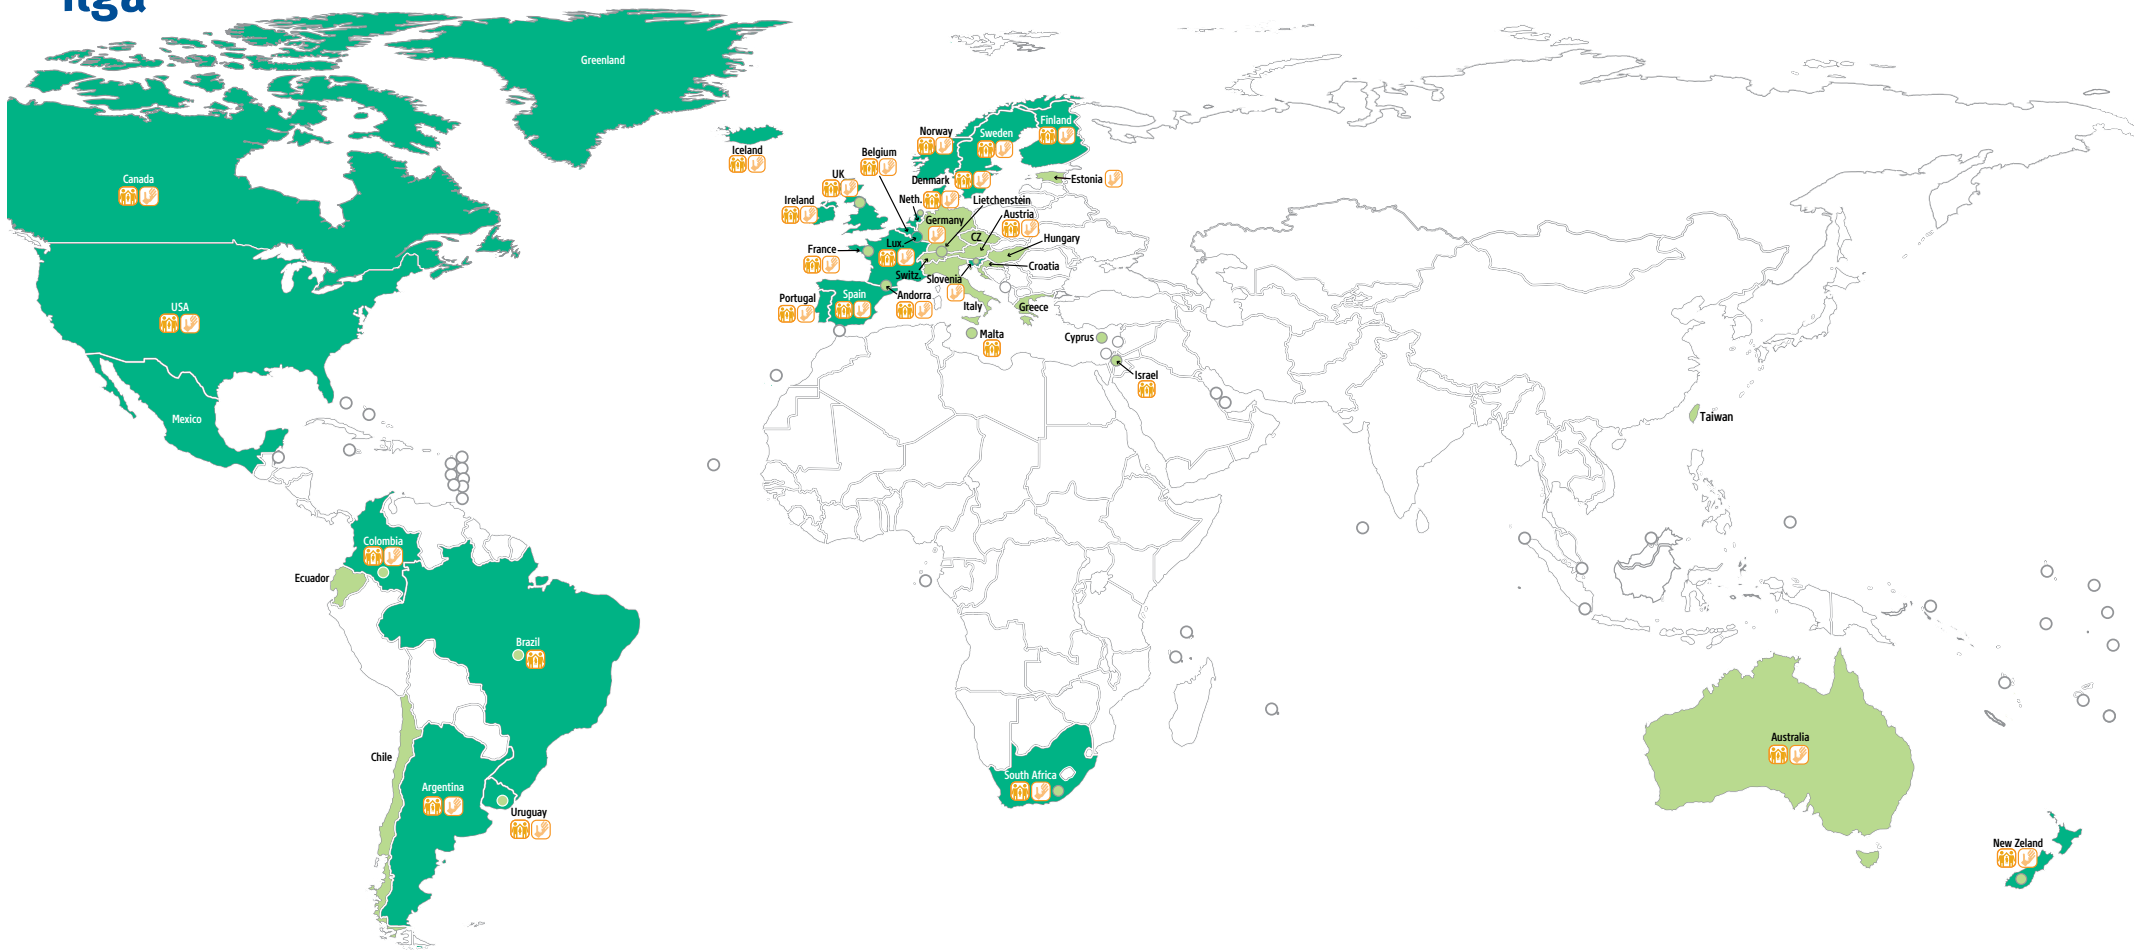 ilga
Greenland
Canada
USA
Mexico
Iceland
Norway
Sweden
Finland
Belgium
UK
Denmark
Estonia
Ireland
Neth.
Lietchenstein
Germany
Austria
CZ
Hungary
France
Lux.
Switz.
Slovenia
Croatia
Portugal
Spain
Andorra
Italy
Greece
Malta
Cyprus
Israel
Taiwan
Colombia
Ecuador
Brazil
Chile
Argentina
Uruguay
South Africa
Australia
New Zeland